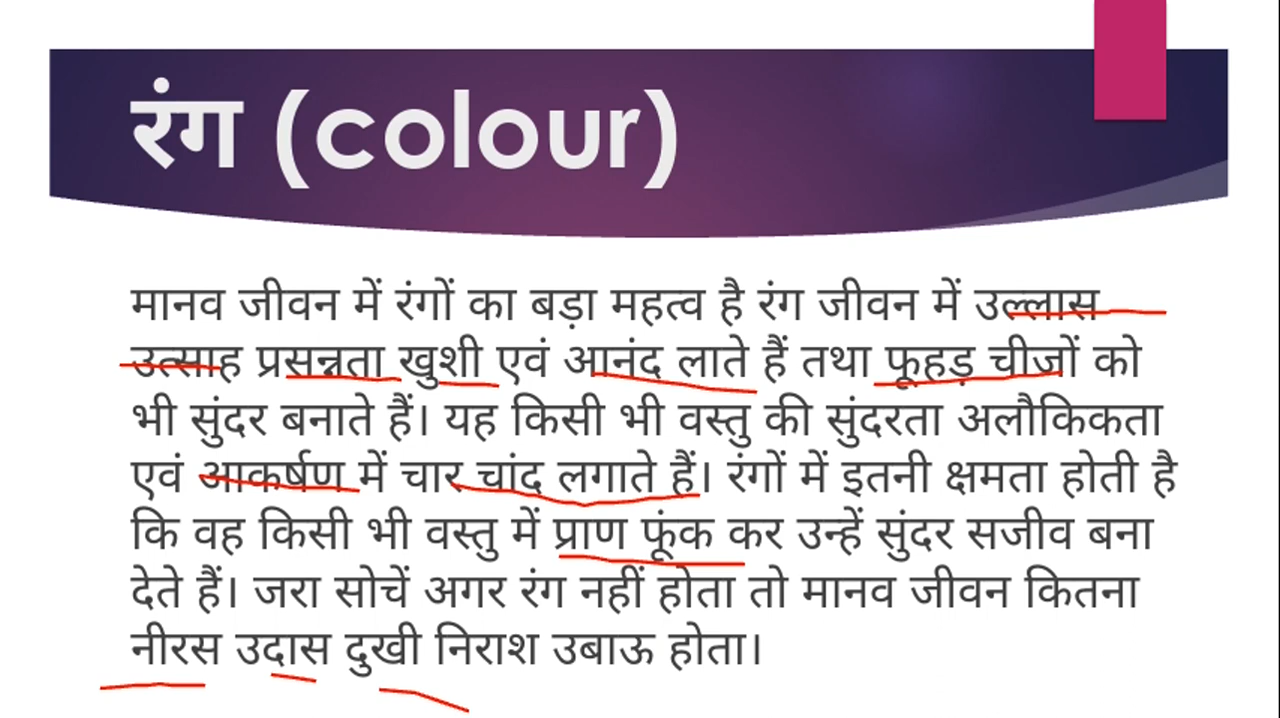 रंग (colour)
मानव जीवन में रंगों का बड़ा महत्व है रंग जीवन में उल्लास
उत्साह प्रसन्नता खुशी एवं आनंद लाते हैं तथा फूहड़ चीजों को
भी सुंदर बनाते हैं। यह किसी भी वस्तु की सुंदरता अलौकिकता
एवं आकर्षण में चार चांद लगाते हैं। रंगों में इतनी क्षमता होती है
कि वह किसी भी वस्तु में प्राण फूंक कर उन्हें सुंदर सजीव बना
देते हैं। जरा सोचें अगर रंग नहीं होता तो मानव जीवन कितना
नीरस उदास दुखी निराश उबाऊ होता।